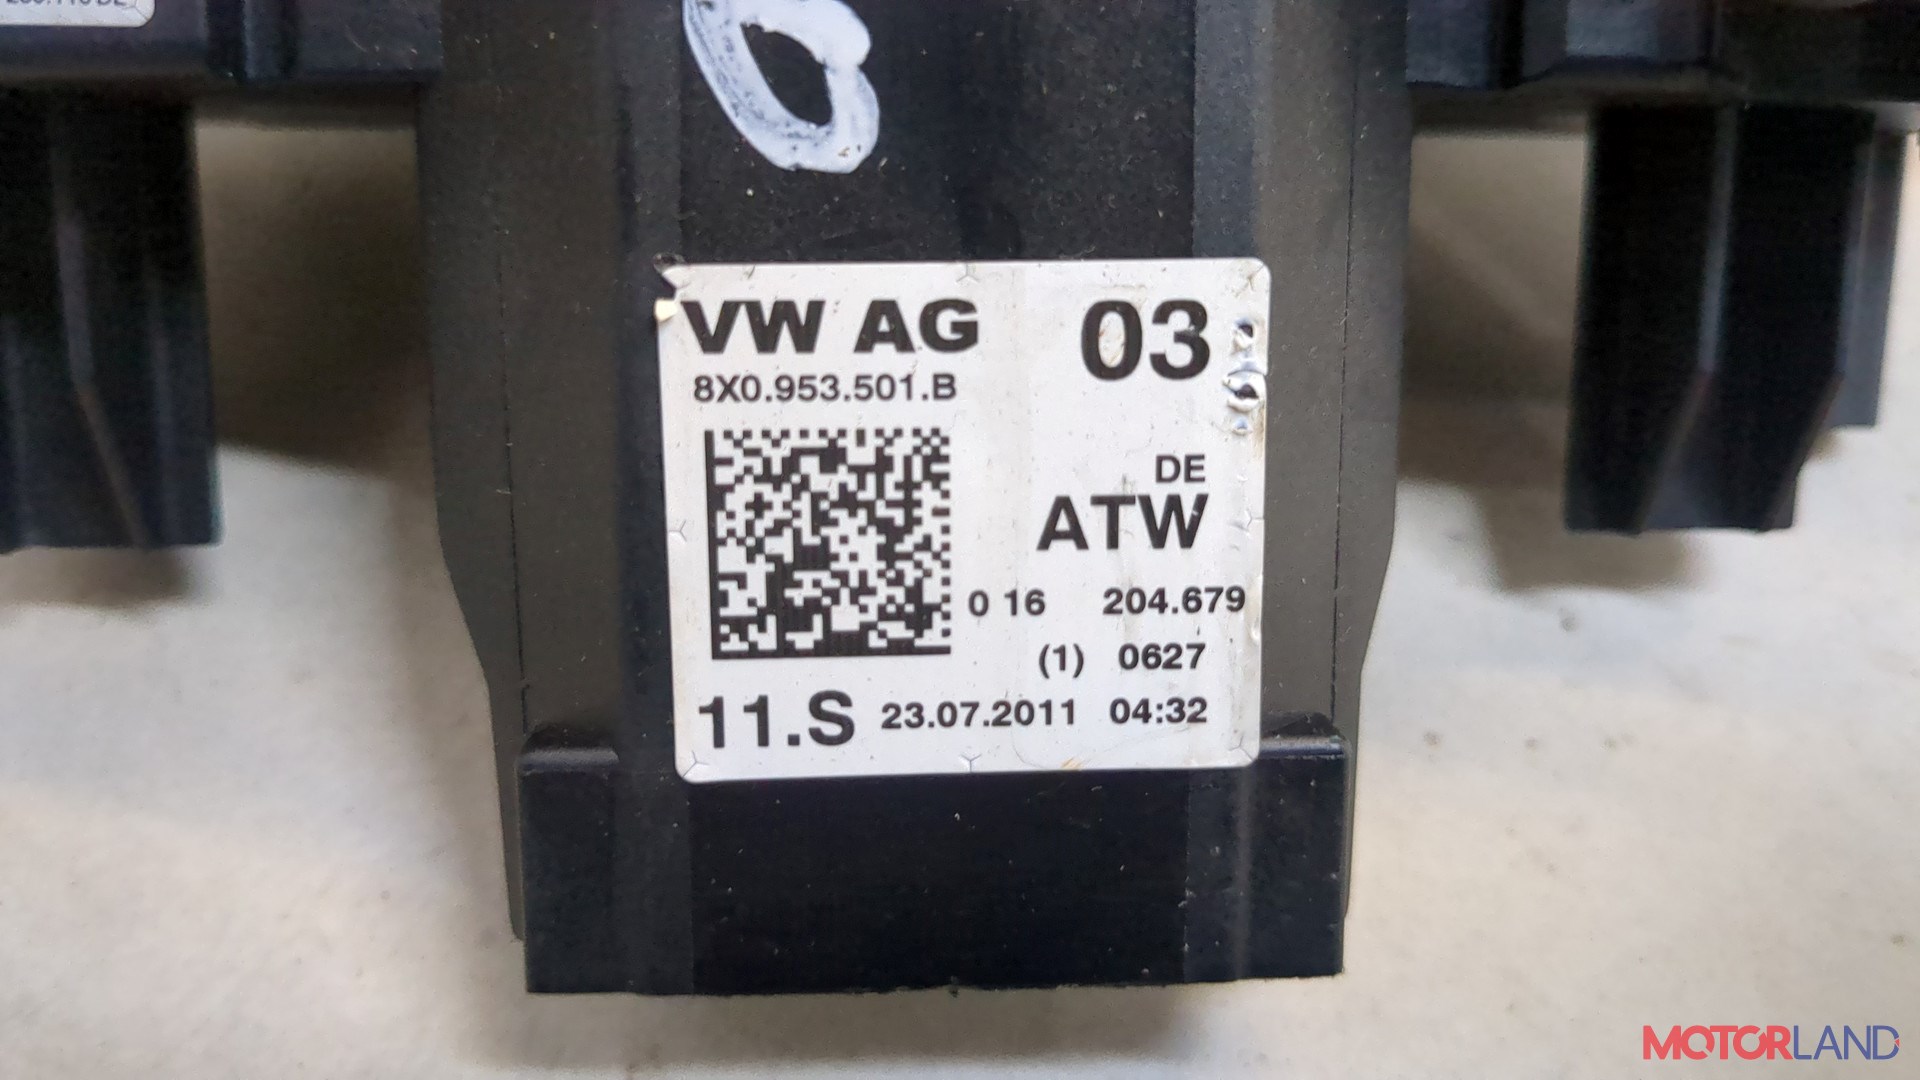 VW AG 03
8X0.953.501.B
DE
ATW
0 16 204.679
(1) 0627
11.S 23.07.2011 04:32
MOTORLAND